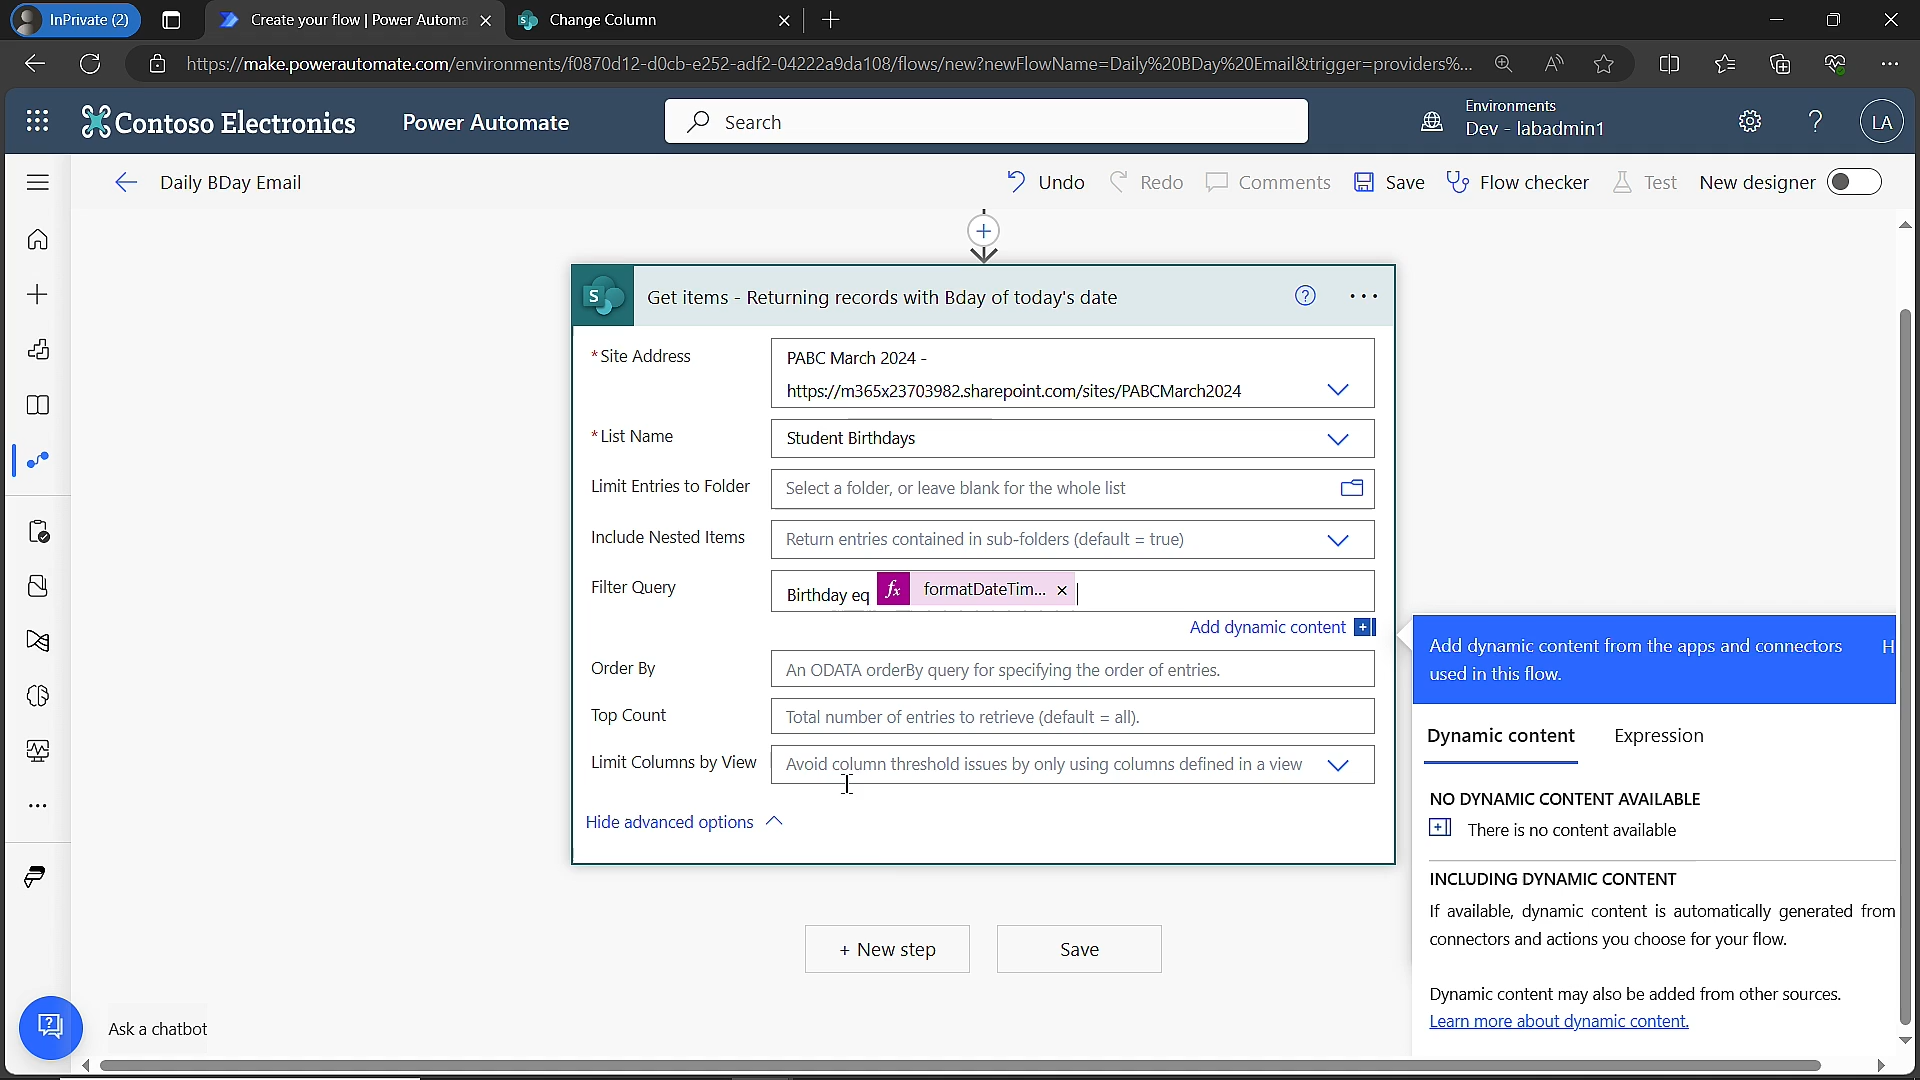 InPrivate (2)
Create your flow | Power Automa
Change Column
https://make.powerautomate.com/environments/f0870d12-d0cb-e252-adf2-04222a9da108/flows/new?newFlowName=Daily%20BDay%20Email&trigger=providers%...
Contoso Electronics
Power Automate
Search
Environments
Dev - labadmin1
LA
Daily BDay Email
Undo
Redo
Comments
Save
Flow checker
Test
New designer
Get items - Returning records with Bday of today's date
* Site Address
PABC March 2024 -
https://m365x23703982.sharepoint.com/sites/PABCMarch2024
* List Name
Student Birthdays
Limit Entries to Folder
Select a folder, or leave blank for the whole list
Include Nested Items
Return entries contained in sub-folders (default = true)
Filter Query
Birthday eq fx formatDateTim... ×
Add dynamic content
Order By
An ODATA orderBy query for specifying the order of entries.
Top Count
Total number of entries to retrieve (default = all).
Limit Columns by View
Avoid column threshold issues by only using columns defined in a view
Hide advanced options
+ New step
Save
Add dynamic content from the apps and connectors
used in this flow.
H
Dynamic content
Expression
NO DYNAMIC CONTENT AVAILABLE
There is no content available
INCLUDING DYNAMIC CONTENT
If available, dynamic content is automatically generated from
connectors and actions you choose for your flow.
Dynamic content may also be added from other sources.
Learn more about dynamic content.
Ask a chatbot